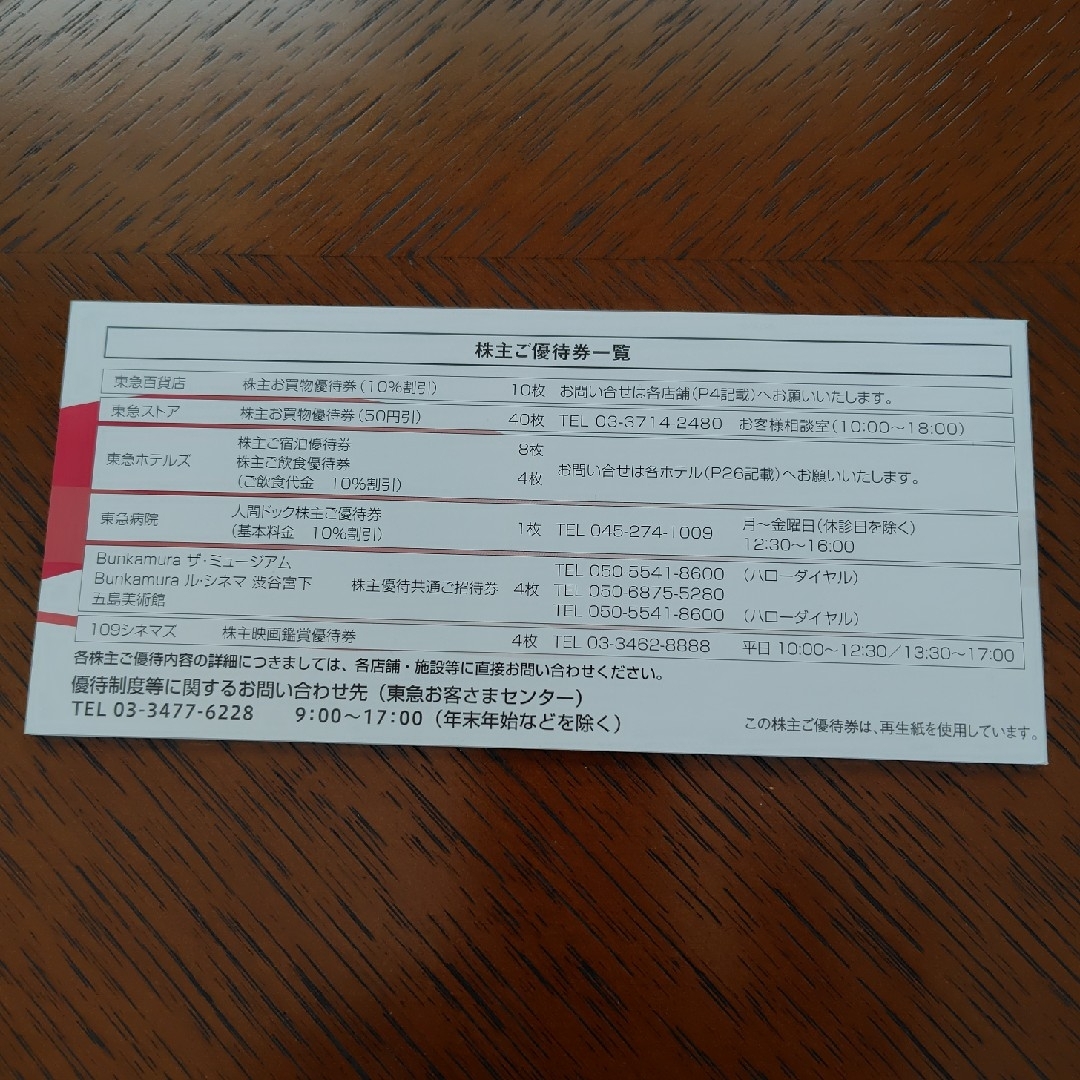 株主ご優待券一覧
東急百貨店 株主お買物優待券(10%割引) 10枚 お問い合せは各店舗(P4記載)へお願いいたします。
東急ストア 株主お買物優待券(50円引) 40枚 TEL 03-3714-2480 お客様相談室(10:00〜18:00)
東急ホテルズ 株主ご宿泊優待券 8枚 お問い合せは各ホテル(P26記載)へお願いいたします。
株主ご飲食優待券
(ご飲食代金 10%割引) 4枚
東急病院 人間ドック株主ご優待券 1枚 TEL 045-274-1009 月〜金曜日(休診日を除く)
(基本料金 10%割引) 12:30〜16:00
Bunkamura ザ・ミュージアム TEL 050-5541-8600 (ハローダイヤル)
Bunkamura ル・シネマ 渋谷宮下 株主優待共通ご招待券 4枚 TEL 050-6875-5280
五島美術館 TEL 050-5541-8600 (ハローダイヤル)
109シネマズ 株主映画鑑賞優待券 4枚 TEL 03-3462-8888 平日 10:00〜12:30/13:30〜17:00
各株主ご優待内容の詳細につきましては、各店舗・施設等に直接お問い合わせください。
優待制度等に関するお問い合わせ先(東急お客さまセンター)
TEL 03-3477-6228 9:00〜17:00(年末年始などを除く)
この株主ご優待券は、再生紙を使用しています。